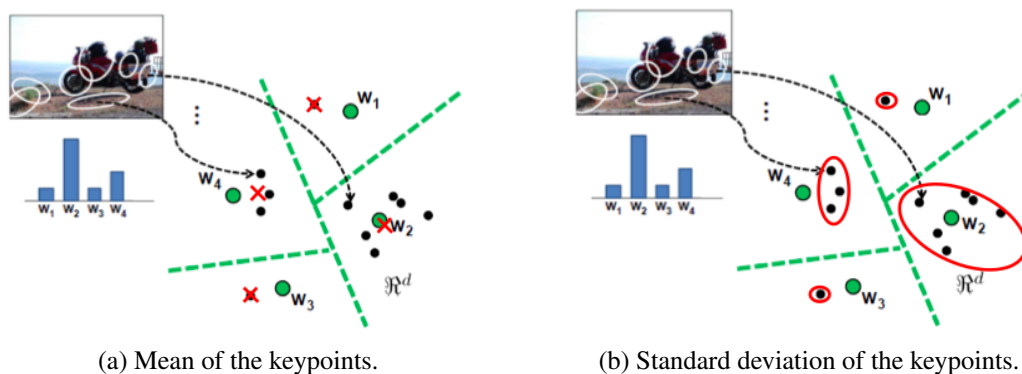 W₁
W₄
W₂
W₃
ℜᵈ
W₁ W₂ W₃ W₄
(a) Mean of the keypoints.
W₁
W₄
W₂
W₃
ℜᵈ
W₁ W₂ W₃ W₄
(b) Standard deviation of the keypoints.